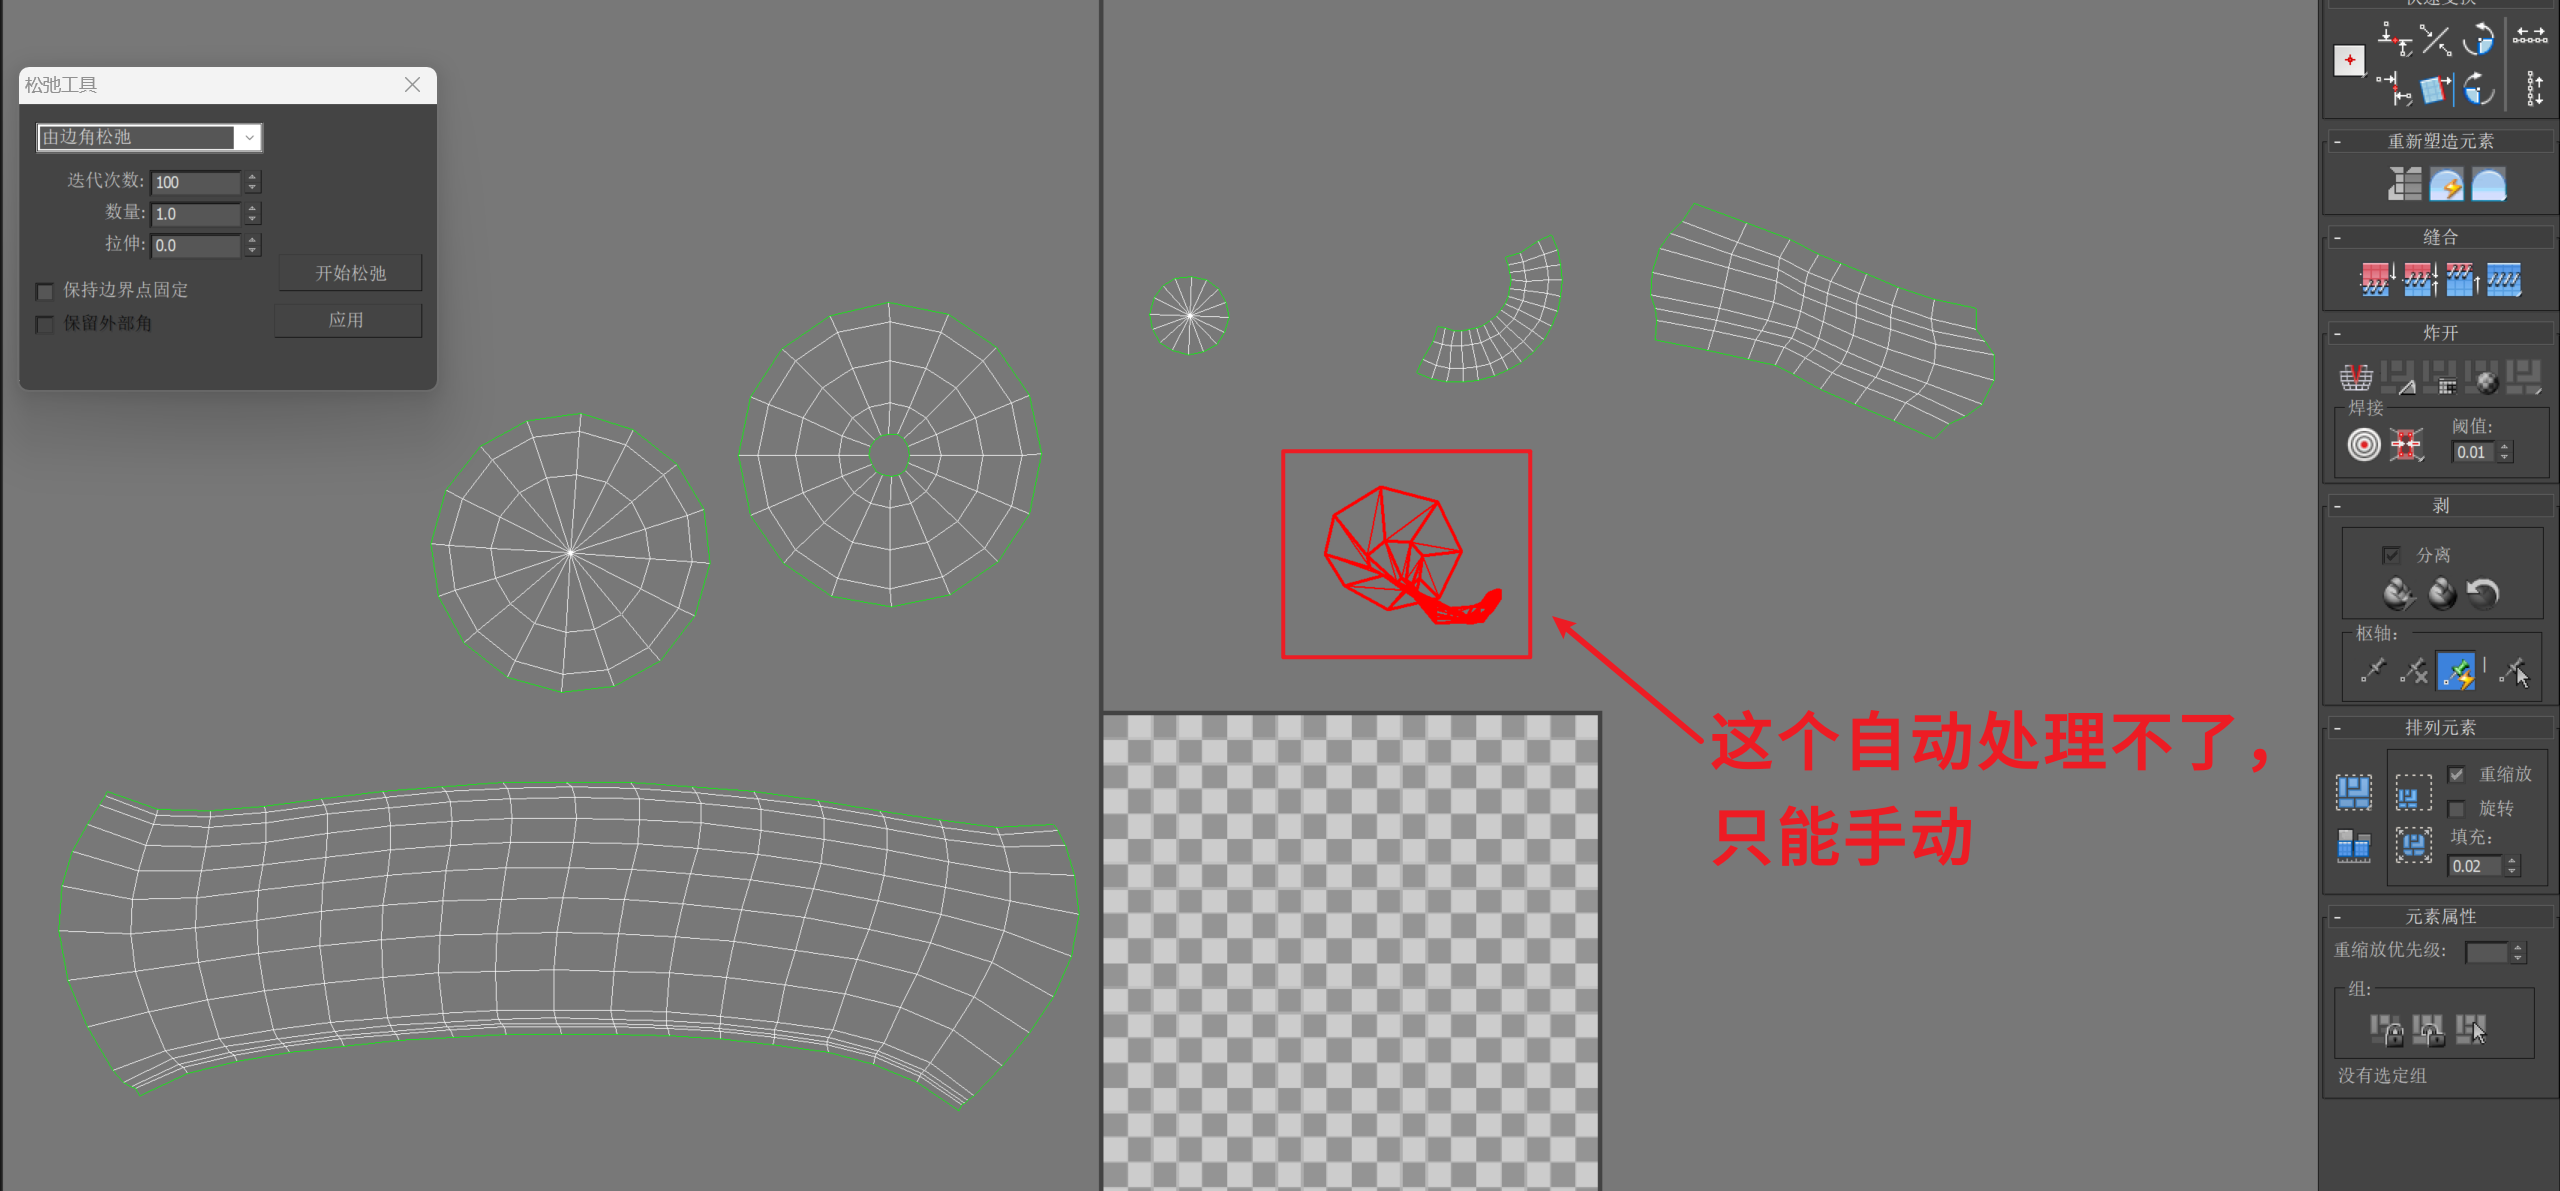 快速变换
松弛工具
由边角松弛
迭代次数: 100
数量: 1.0
拉伸: 0.0
开始松弛
保持边界点固定
应用
保留外部角
- 重新塑造元素
- 缝合
- 炸开
焊接
阈值:
0.01
- 剥
分离
枢轴:
- 排列元素
重缩放
旋转
填充:
0.02
- 元素属性
重缩放优先级:
组:
没有选定组
这个自动处理不了，
只能手动